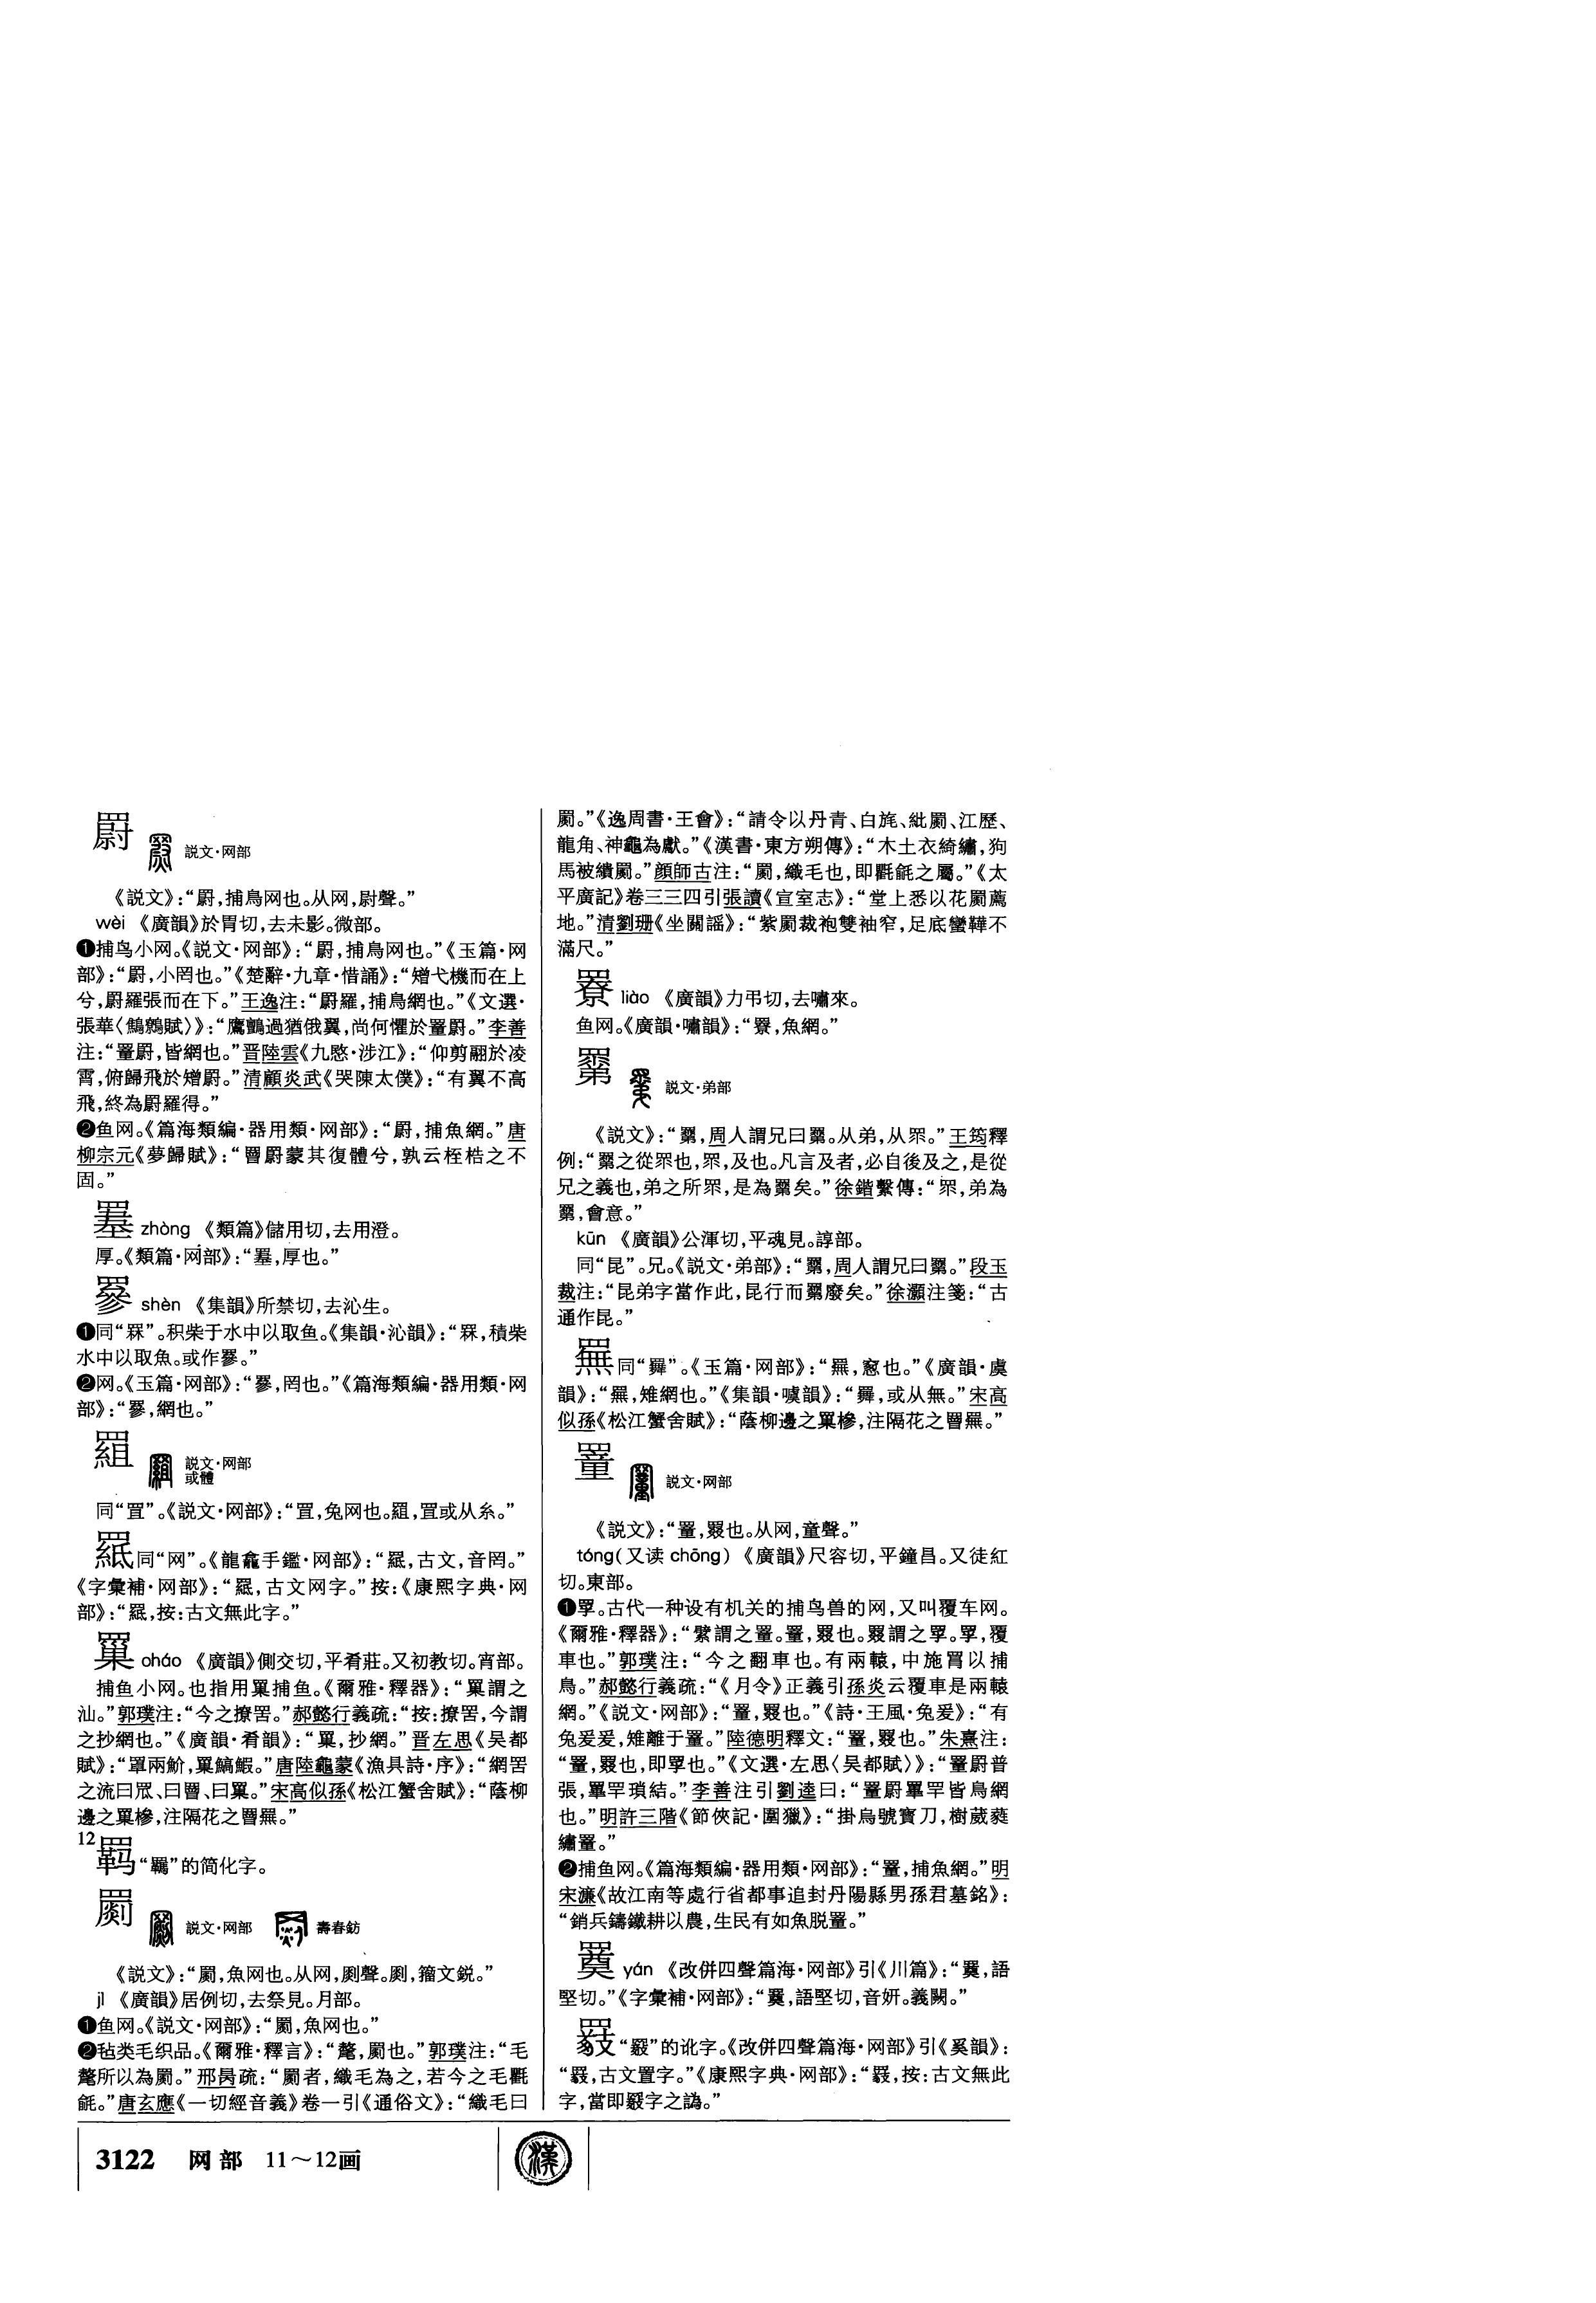 罻 説文·网部
《説文》：“罻，捕鳥网也。从网，尉聲。”
wèi 《廣韻》於胃切，去未影。微部。
❶捕鸟小网。《説文·网部》：“罻，捕鳥网也。”《玉篇·网
部》：“罻，小罔也。”《楚辭·九章·惜誦》：“矰弋機而在上
兮，罻羅張而在下。”王逸注：“罻羅，捕鳥網也。”《文選·
張華〈鷦鷯賦〉》：“鷹鸇過猶俄翼，尚何懼於罿罻。”李善
注：“罿罻，皆網也。”晋陸雲《九愍·涉江》：“仰剪翮於凌
霄，俯歸飛於矰罻。”清顧炎武《哭陳太僕》：“有翼不高
飛，終為罻羅得。”
❷鱼网。《篇海類編·器用類·网部》：“罻，捕魚網。”唐
柳宗元《夢歸賦》：“罾罻蒙其復體兮，孰云桎梏之不
固。”
zhòng 《類篇》儲用切，去用澄。
厚。《類篇·网部》：“，厚也。”
罧 shèn 《集韻》所禁切，去沁生。
❶同“罧”。积柴于水中以取鱼。《集韻·沁韻》：“罧，積柴
水中以取魚。或作。”
❷网。《玉篇·网部》：“，罔也。”《篇海類編·器用類·网
部》：“，網也。”
説文·网部
或體
同“罝”。《説文·网部》：“罝，兔网也。，罝或从糸。”
同“网”。《龍龕手鑑·网部》：“，古文，音罔。”
《字彙補·网部》：“，古文网字。”按：《康熙字典·网
部》：“，按：古文無此字。”
罺 cháo 《廣韻》側交切，平肴莊。又初教切。宵部。
捕鱼小网。也指用罺捕鱼。《爾雅·釋器》：“罺謂之
汕。”郭璞注：“今之撩罟。”郝懿行義疏：“按：撩罟，今謂
之抄網也。”《廣韻·肴韻》：“罺，抄網。”晋左思《吴都
賦》：“罩兩魪，罺鰝鰕。”唐陸龜蒙《漁具詩·序》：“網罟
之流曰罛、曰罾、曰罺。”宋高似孫《松江蟹舍賦》：“蔭柳
邊之罺槮，注隔花之罾𦌬。”
12
羁 “羈”的简化字。
罽 説文·网部 壽春鈁
《説文》：“罽，魚网也。从网，㓹聲。㓹，籀文鋭。”
jì 《廣韻》居例切，去祭見。月部。
❶鱼网。《説文·网部》：“罽，魚网也。”
❷毡类毛织品。《爾雅·釋言》：“氂，罽也。”郭璞注：“毛
氂所以為罽。”邢昺疏：“罽者，織毛為之，若今之毛氍
毹。”唐玄應《一切經音義》卷一引《通俗文》：“織毛曰
罽。”《逸周書·王會》：“請令以丹青、白旄、紕罽、江歷、
龍角、神龜為獻。”《漢書·東方朔傳》：“木土衣綺繡，狗
馬被繢罽。”顔師古注：“罽，織毛也，即氍毹之屬。”《太
平廣記》卷三三四引張讀《宣室志》：“堂上悉以花罽薦
地。”清劉珊《坐關謡》：“紫罽裁袍雙袖窄，足底蠻鞾不
滿尺。”
liào 《廣韻》力弔切，去嘯來。
鱼网。《廣韻·嘯韻》：“，魚網。”
説文·弟部
《説文》：“𦌾，周人謂兄曰𦌾。从弟，从眔。”王筠釋
例：“𦌾之從眔也，眔，及也。凡言及者，必自後及之，是從
兄之義也，弟之所眔，是為𦌾矣。”徐鍇繫傳：“眔，弟為
𦌾，會意。”
kūn 《廣韻》公渾切，平魂見。諄部。
同“昆”。兄。《説文·弟部》：“𦌾，周人謂兄曰𦌾。”段玉
裁注：“昆弟字當作此，昆行而𦌾廢矣。”徐灝注箋：“古
通作昆。”
𦌬 同“”。《玉篇·网部》：“𦌬，窻也。”《廣韻·虞
韻》：“𦌬，雉網也。”《集韻·噳韻》：“，或从無。”宋高
似孫《松江蟹舍賦》：“蔭柳邊之罺槮，注隔花之罾𦌬。”
罿 説文·网部
《説文》：“罿，罬也。从网，童聲。”
tóng（又读 chōng） 《廣韻》尺容切，平鐘昌。又徒紅
切。東部。
❶罦。古代一种设有机关的捕鸟兽的网，又叫覆车网。
《爾雅·釋器》：“繴謂之罿。罿，罬也。罬謂之罦。罦，覆
車也。”郭璞注：“今之翻車也。有兩轅，中施罥以捕
鳥。”郝懿行義疏：“《月令》正義引孫炎云覆車是兩轅
網。”《説文·网部》：“罿，罬也。”《詩·王風·兔爰》：“有
兔爰爰，雉離于罿。”陸德明釋文：“罿，罬也。”朱熹注：
“罿，罬也，即罦也。”《文選·左思〈吴都賦〉》：“罿罻普
張，罼罕瑣結。”李善注引劉逵曰：“罿罻罼罕皆鳥網
也。”明許三階《節俠記·圍獵》：“掛烏號寶刀，樹葳蕤
繡罿。”
❷捕鱼网。《篇海類編·器用類·网部》：“罿，捕魚網。”明
宋濂《故江南等處行省都事追封丹陽縣男孫君墓銘》：
“銷兵鑄鐵耕以農，生民有如魚脱罿。”
yán 《改併四聲篇海·网部》引《川篇》：“，語
堅切。”《字彙補·网部》：“，語堅切，音妍。義闕。”
“”的讹字。《改併四聲篇海·网部》引《奚韻》：
“，古文置字。”《康熙字典·网部》：“，按：古文無此
字，當即字之譌。”
3122 网部 11～12画
漢